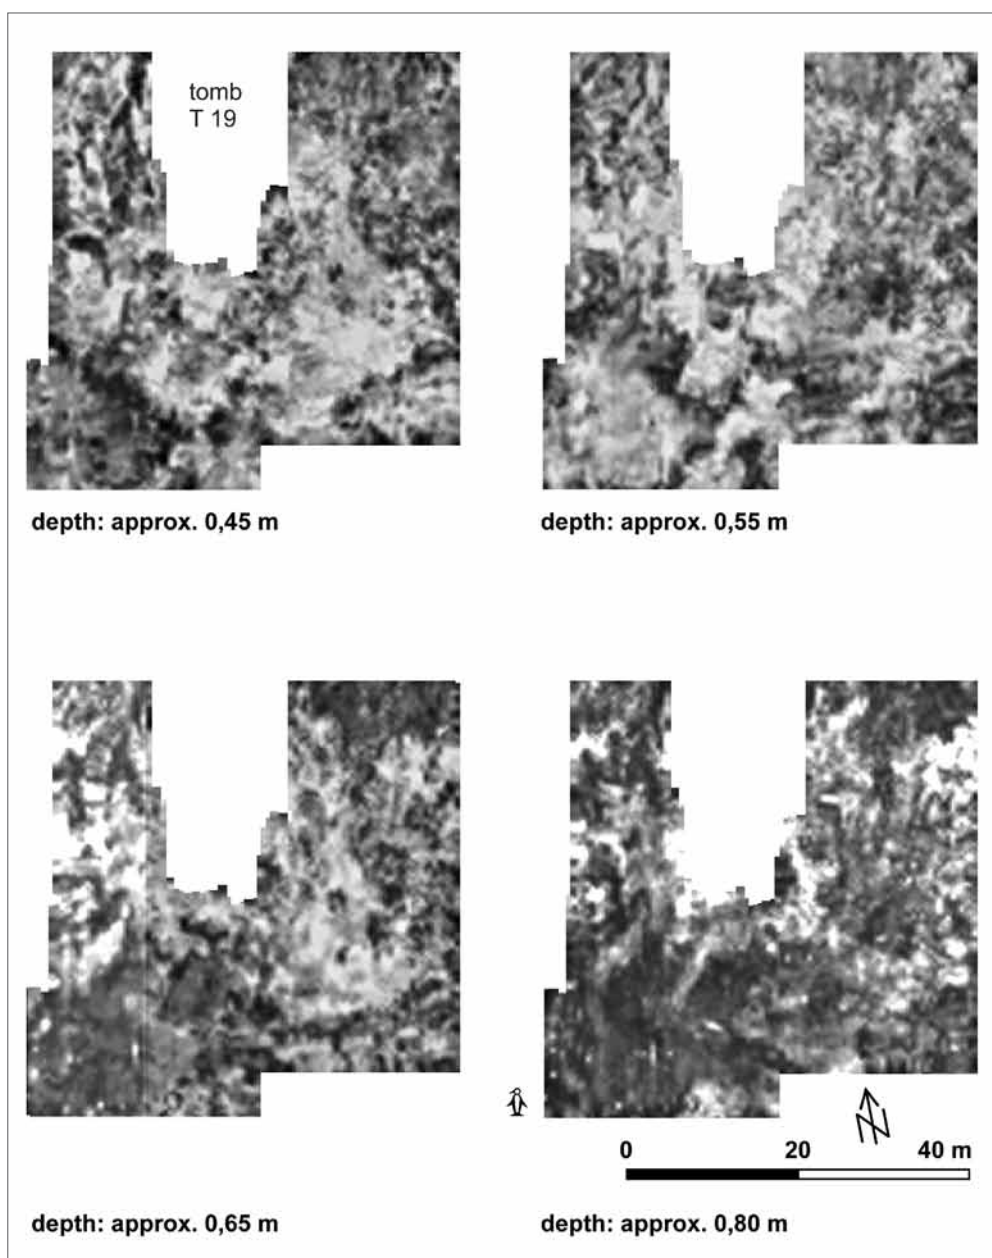 tomb
T 19
depth: approx. 0,45 m
depth: approx. 0,55 m
N
0 20 40 m
depth: approx. 0,65 m
depth: approx. 0,80 m